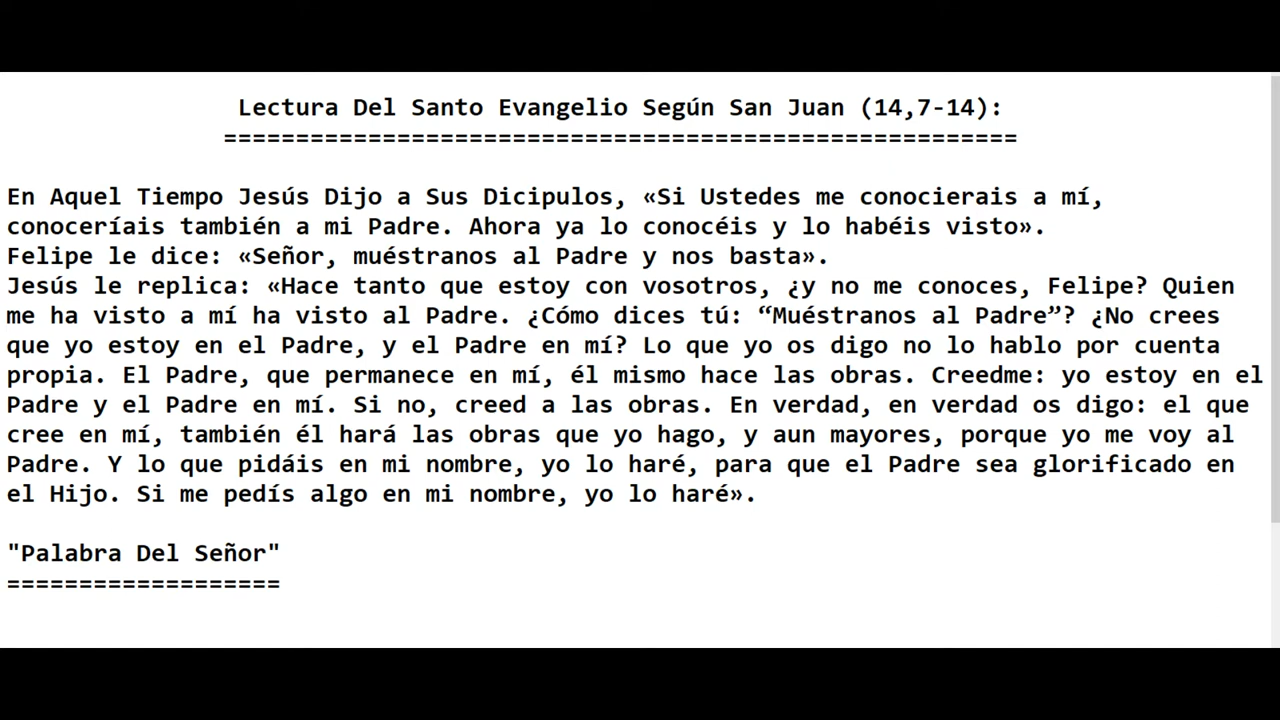 Lectura Del Santo Evangelio Según San Juan (14,7-14):
=======================================================
En Aquel Tiempo Jesús Dijo a Sus Dicipulos, «Si Ustedes me conocierais a mí,
conoceríais también a mi Padre. Ahora ya lo conocéis y lo habéis visto».
Felipe le dice: «Señor, muéstranos al Padre y nos basta».
Jesús le replica: «Hace tanto que estoy con vosotros, ¿y no me conoces, Felipe? Quien
me ha visto a mí ha visto al Padre. ¿Cómo dices tú: “Muéstranos al Padre”? ¿No crees
que yo estoy en el Padre, y el Padre en mí? Lo que yo os digo no lo hablo por cuenta
propia. El Padre, que permanece en mí, él mismo hace las obras. Creedme: yo estoy en el
Padre y el Padre en mí. Si no, creed a las obras. En verdad, en verdad os digo: el que
cree en mí, también él hará las obras que yo hago, y aun mayores, porque yo me voy al
Padre. Y lo que pidáis en mi nombre, yo lo haré, para que el Padre sea glorificado en
el Hijo. Si me pedís algo en mi nombre, yo lo haré».
"Palabra Del Señor"
===================